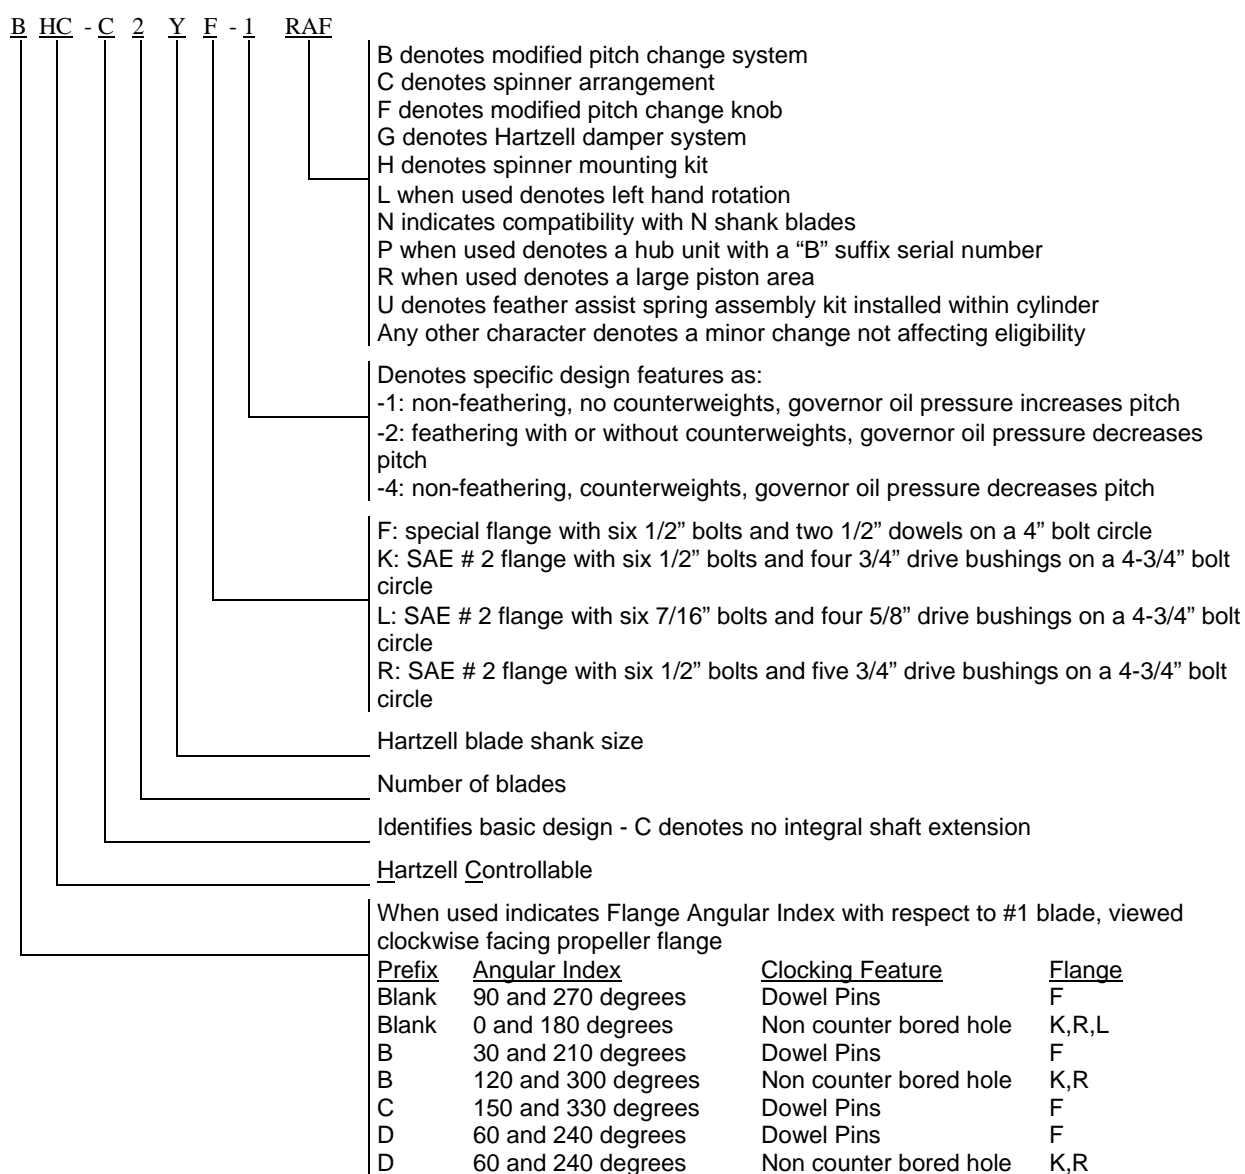 B HC - C 2 Y F - 1 RAF
B denotes modified pitch change system
C denotes spinner arrangement
F denotes modified pitch change knob
G denotes Hartzell damper system
H denotes spinner mounting kit
L when used denotes left hand rotation
N indicates compatibility with N shank blades
P when used denotes a hub unit with a “B” suffix serial number
R when used denotes a large piston area
U denotes feather assist spring assembly kit installed within cylinder
Any other character denotes a minor change not affecting eligibility
Denotes specific design features as:
-1: non-feathering, no counterweights, governor oil pressure increases pitch
-2: feathering with or without counterweights, governor oil pressure decreases
pitch
-4: non-feathering, counterweights, governor oil pressure decreases pitch
F: special flange with six 1/2” bolts and two 1/2” dowels on a 4” bolt circle
K: SAE # 2 flange with six 1/2” bolts and four 3/4” drive bushings on a 4-3/4” bolt
circle
L: SAE # 2 flange with six 7/16” bolts and four 5/8” drive bushings on a 4-3/4” bolt
circle
R: SAE # 2 flange with six 1/2” bolts and five 3/4” drive bushings on a 4-3/4” bolt
circle
Hartzell blade shank size
Number of blades
Identifies basic design - C denotes no integral shaft extension
Hartzell Controllable
When used indicates Flange Angular Index with respect to #1 blade, viewed
clockwise facing propeller flange
Prefix Angular Index Clocking Feature Flange
Blank 90 and 270 degrees Dowel Pins F
Blank 0 and 180 degrees Non counter bored hole K,R,L
B 30 and 210 degrees Dowel Pins F
B 120 and 300 degrees Non counter bored hole K,R
C 150 and 330 degrees Dowel Pins F
D 60 and 240 degrees Dowel Pins F
D 60 and 240 degrees Non counter bored hole K,R